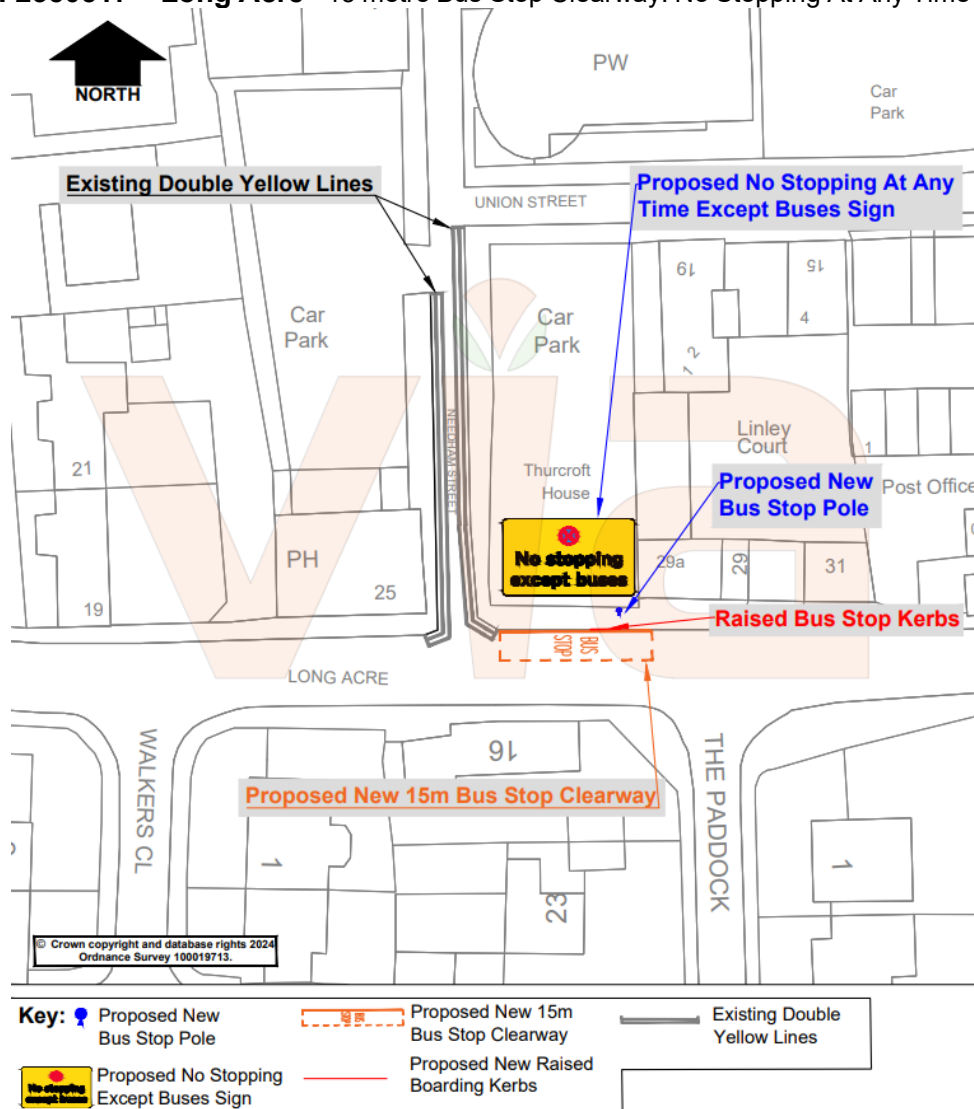 Long Acre
NORTH
PW
Car
Park
Existing Double Yellow Lines
UNION STREET
Proposed No Stopping At Any
Time Except Buses Sign
19
15
4
Car
Park
Car
Park
2
1
NEEDHAM STREET
Linley
Court
1
21
Thurcroft
House
Proposed New
Bus Stop Pole
Post Office
No stopping
except buses
PH
25
19
29a
29
31
Raised Bus Stop Kerbs
BUS
STOP
LONG ACRE
WALKERS CL
16
THE PADDOCK
Proposed New 15m Bus Stop Clearway
1
23
1
© Crown copyright and database rights 2024
Ordnance Survey 100019713.
Key:
Proposed New
Bus Stop Pole
BUS
STOP
Proposed New 15m
Bus Stop Clearway
Existing Double
Yellow Lines
No stopping
except buses
Proposed No Stopping
Except Buses Sign
Proposed New Raised
Boarding Kerbs
via